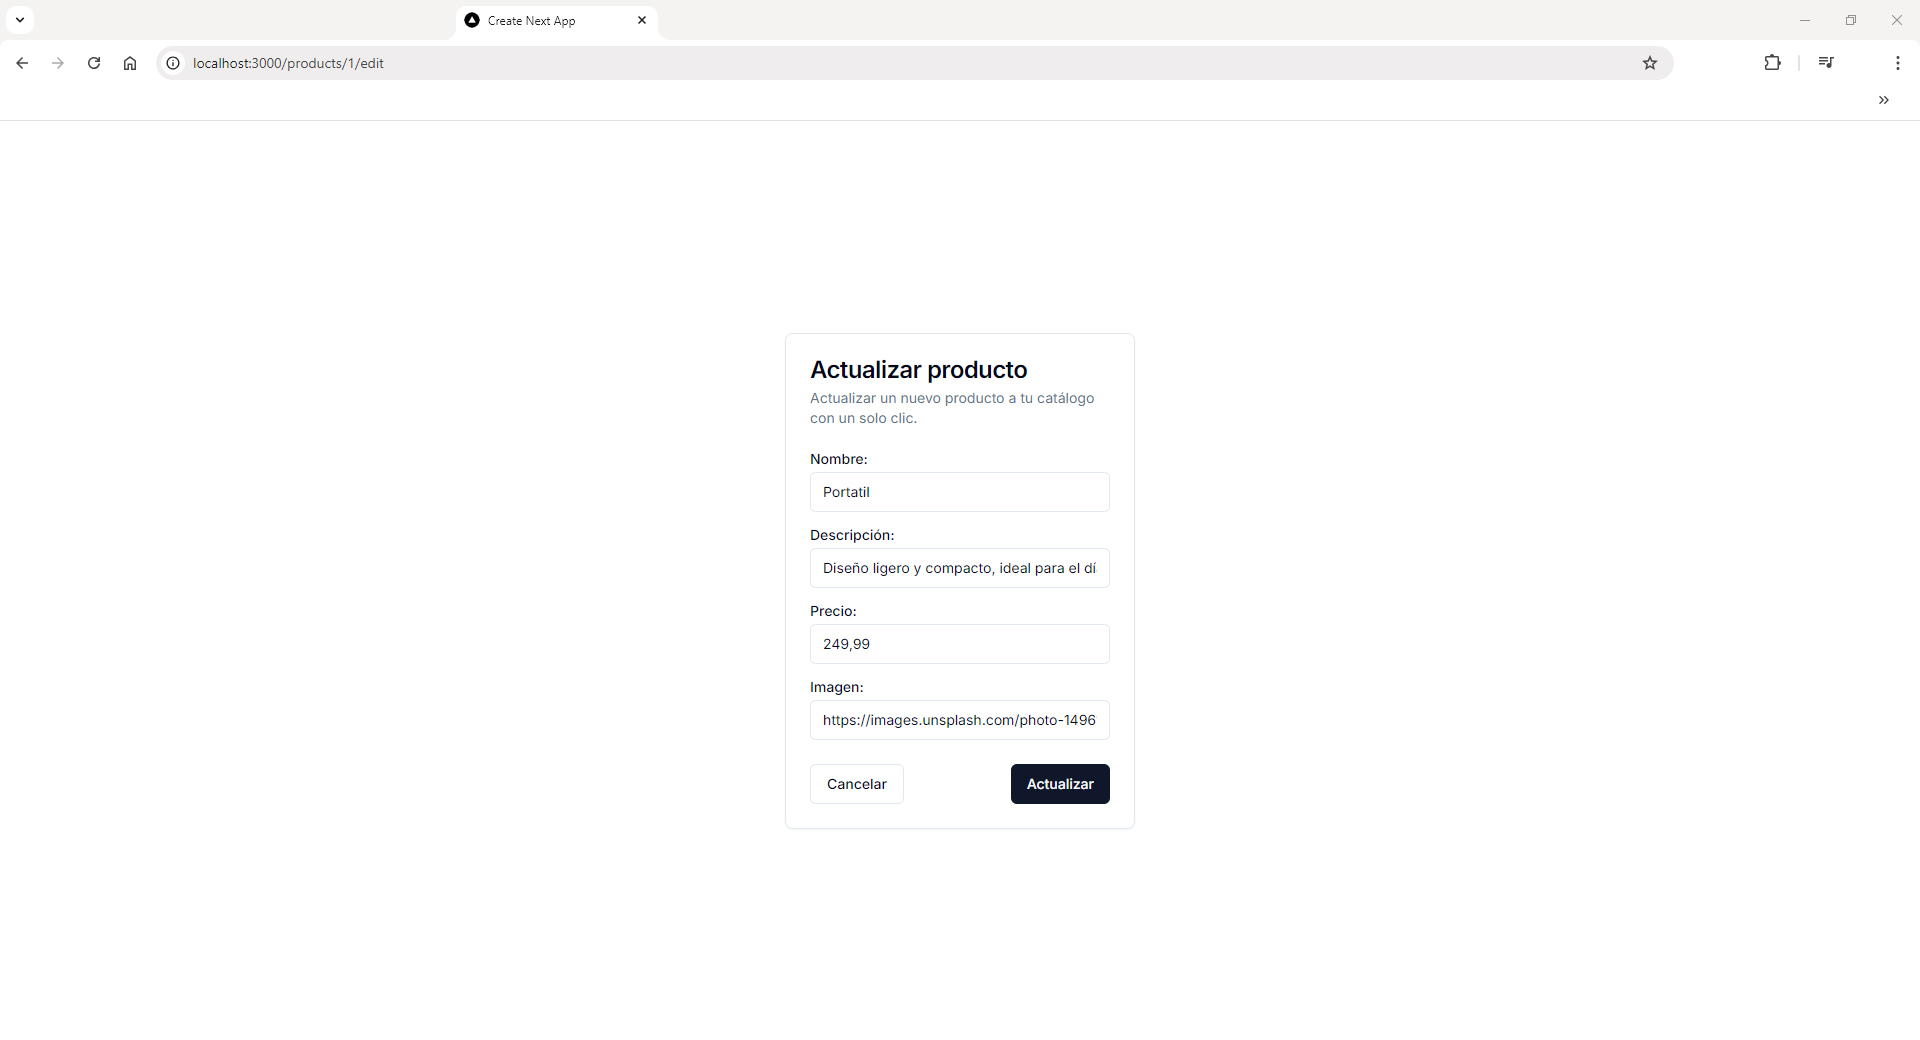 Create Next App
localhost:3000/products/1/edit
Actualizar producto
Actualizar un nuevo producto a tu catálogo
con un solo clic.
Nombre:
Portatil
Descripción:
Diseño ligero y compacto, ideal para el dí
Precio:
249,99
Imagen:
https://images.unsplash.com/photo-1496
Cancelar
Actualizar